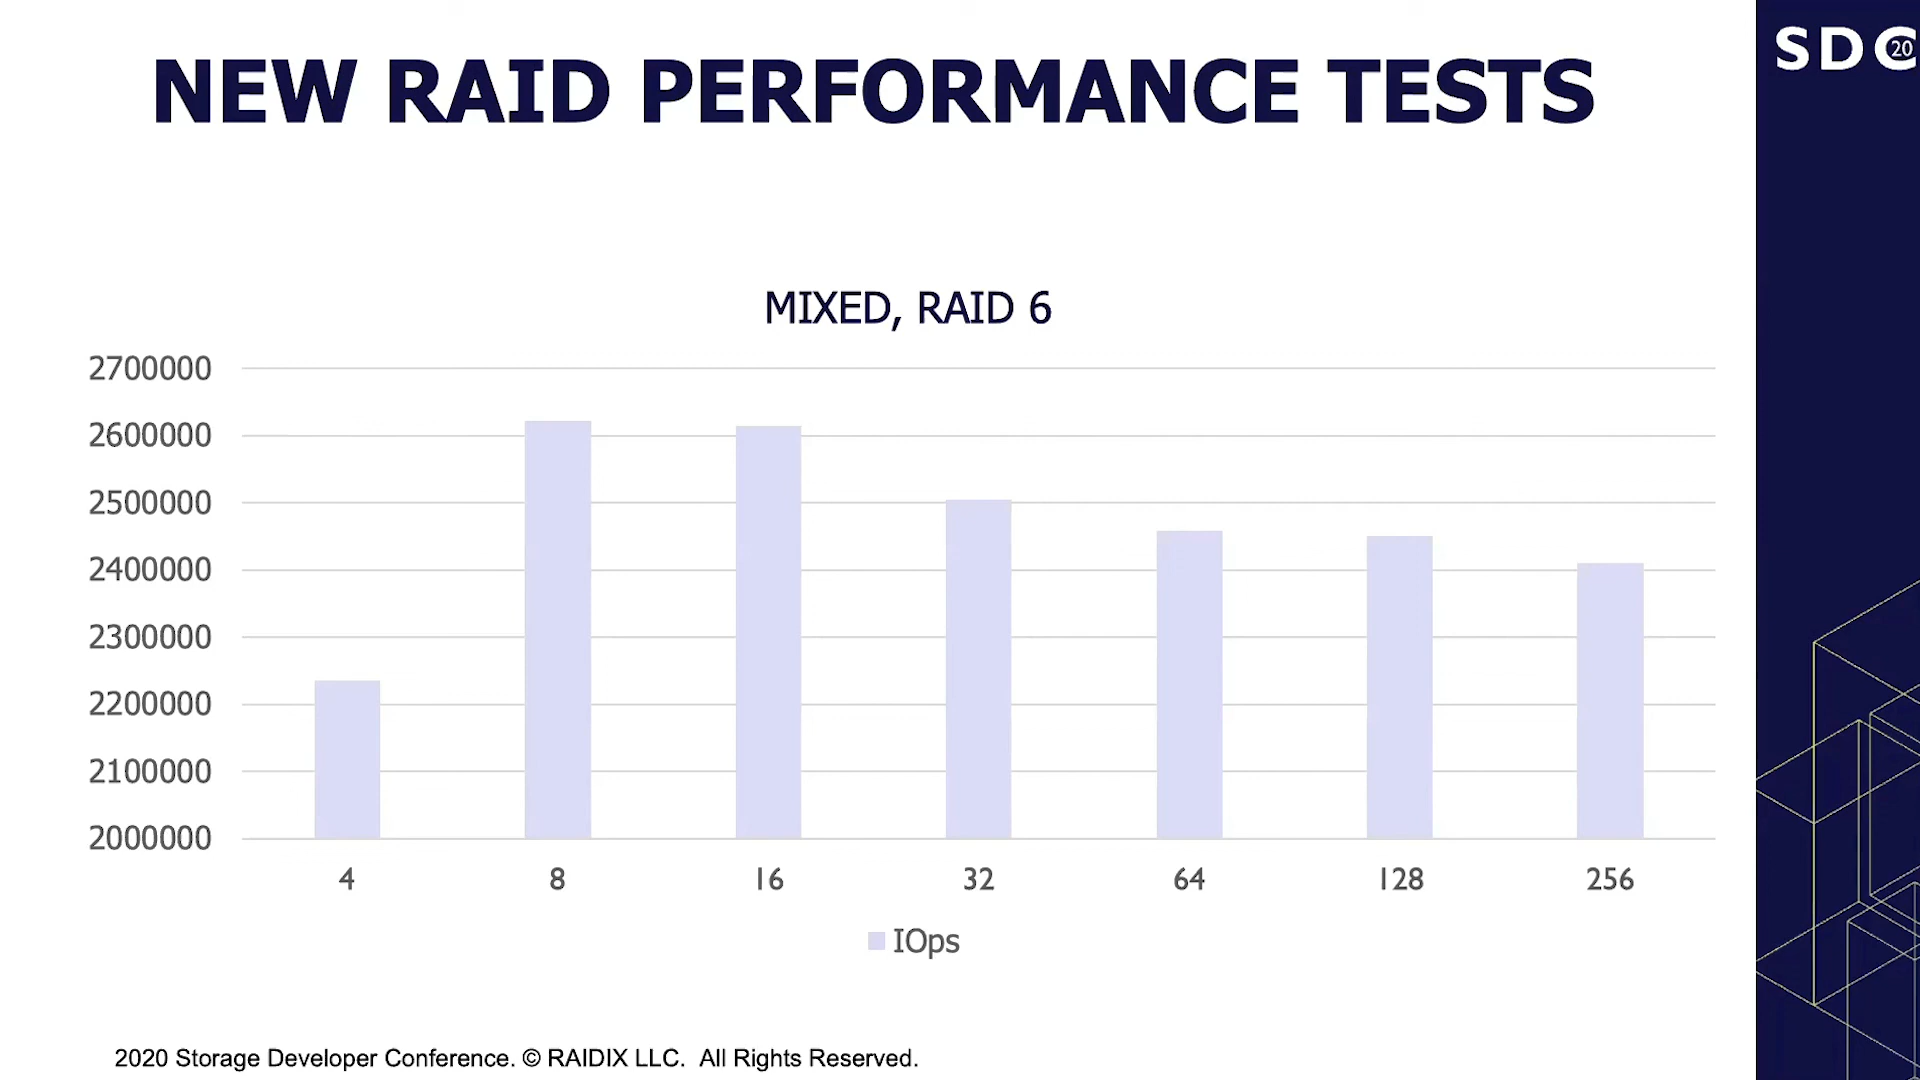 NEW RAID PERFORMANCE TESTS
SDC 20
MIXED, RAID 6
2700000
2600000
2500000
2400000
2300000
2200000
2100000
2000000
4 8 16 32 64 128 256
IOps
2020 Storage Developer Conference. © RAIDIX LLC. All Rights Reserved.